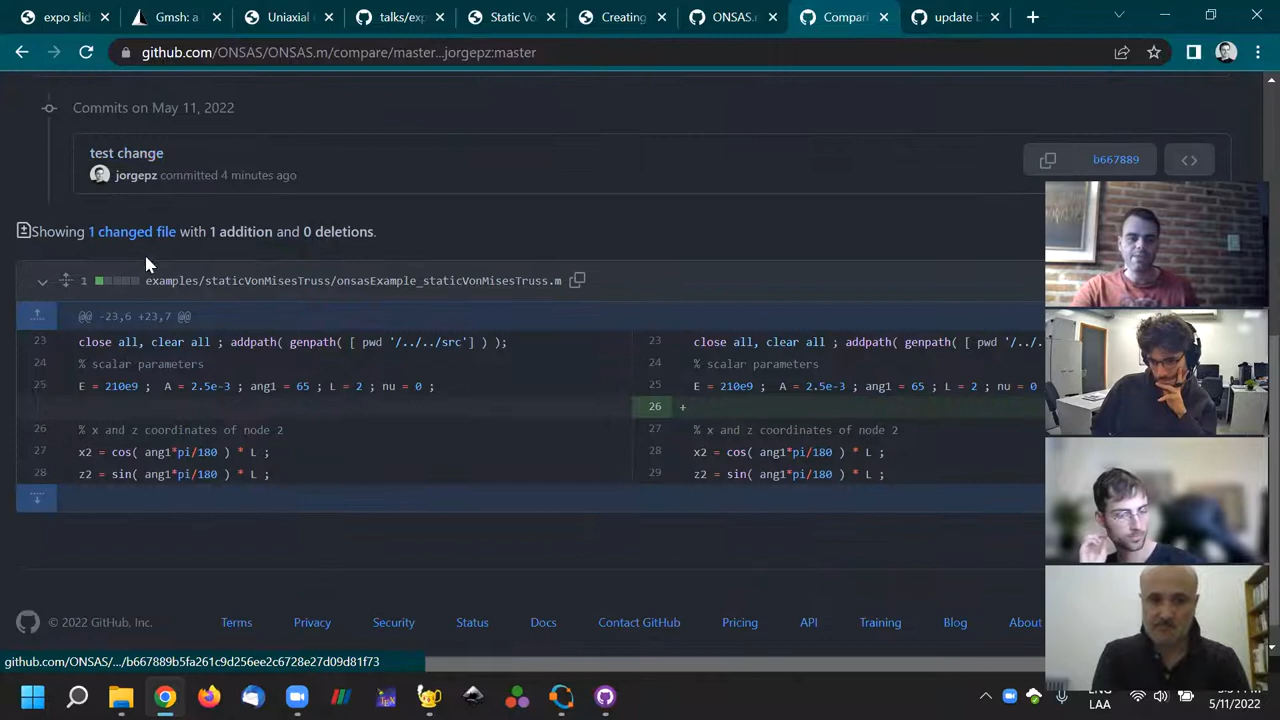 expo slid
Gmsh: a
Uniaxial
talks/exp
Static Vo
Creating
ONSAS.m
Compari
update b
github.com/ONSAS/ONSAS.m/compare/master...jorgepz:master
Commits on May 11, 2022
test change
jorgepz committed 4 minutes ago
b667889
Showing 1 changed file with 1 addition and 0 deletions.
1 examples/staticVonMisesTruss/onsasExample_staticVonMisesTruss.m
@@ -23,6 +23,7 @@
23 close all, clear all ; addpath( genpath( [ pwd '/../../src'] ) );
24 % scalar parameters
25 E = 210e9 ; A = 2.5e-3 ; ang1 = 65 ; L = 2 ; nu = 0 ;
26 % x and z coordinates of node 2
27 x2 = cos( ang1*pi/180 ) * L ;
28 z2 = sin( ang1*pi/180 ) * L ;
23 close all, clear all ; addpath( genpath( [ pwd '/../..
24 % scalar parameters
25 E = 210e9 ; A = 2.5e-3 ; ang1 = 65 ; L = 2 ; nu = 0
26 +
27 % x and z coordinates of node 2
28 x2 = cos( ang1*pi/180 ) * L ;
29 z2 = sin( ang1*pi/180 ) * L ;
© 2022 GitHub, Inc.
Terms
Privacy
Security
Status
Docs
Contact GitHub
Pricing
API
Training
Blog
About
github.com/ONSAS/.../b667889b5fa261c9d256ee2c6728e27d09d81f73
ENG
LAA
5/11/2022